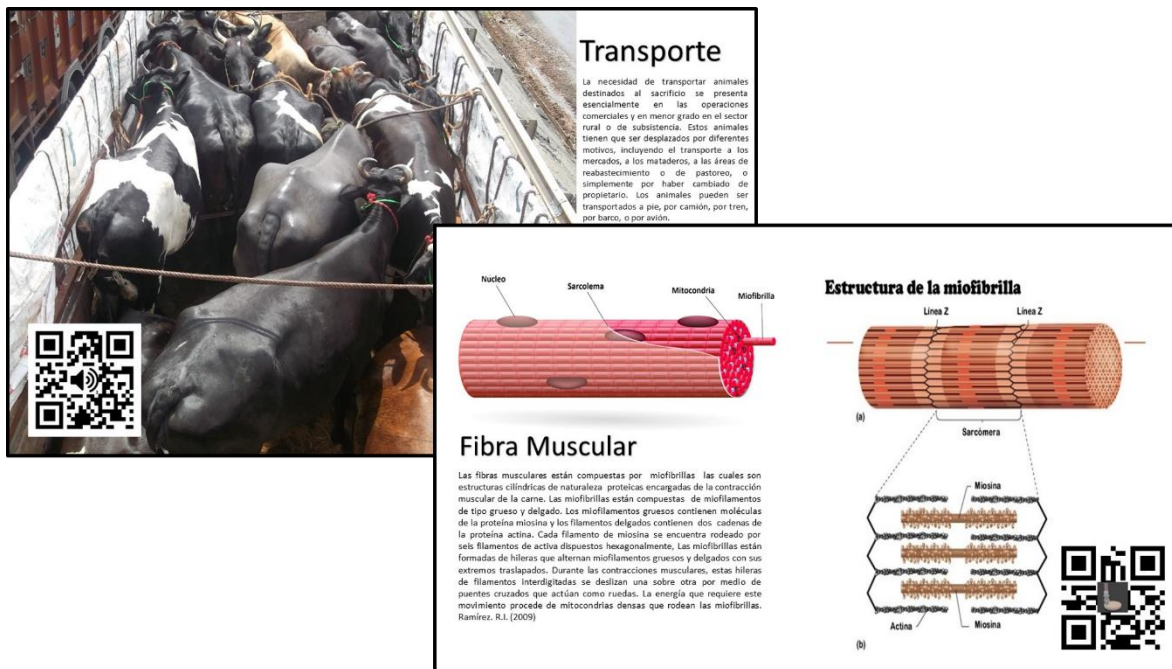 Transporte
La necesidad de transportar animales
destinados al sacrificio se presenta
esencialmente en las operaciones
comerciales y en menor grado en el sector
rural o de subsistencia. Estos animales
tienen que ser desplazados por diferentes
motivos, incluyendo el transporte a los
mercados, a los mataderos, a las áreas de
reabastecimiento o de pastoreo, o
simplemente por haber cambiado de
propietario. Los animales pueden ser
transportados a pie, por camión, por tren,
por barco, o por avión.
Nucleo
Sarcolema
Mitocondria
Miofibrilla
Fibra Muscular
Las fibras musculares están compuestas por miofibrillas las cuales son
estructuras cilíndricas de naturaleza proteicas encargadas de la contracción
muscular de la carne. Las miofibrillas están compuestas de miofilamentos
de tipo grueso y delgado. Los miofilamentos gruesos contienen moléculas
de la proteína miosina y los filamentos delgados contienen dos cadenas de
la proteína actina. Cada filamento de miosina se encuentra rodeado por
seis filamentos de activa dispuestos hexagonalmente, Las miofibrillas están
formadas de hileras que alternan miofilamentos gruesos y delgados con sus
extremos traslapados. Durante las contracciones musculares, estas hileras
de filamentos interdigitadas se deslizan una sobre otra por medio de
puentes cruzados que actúan como ruedas. La energía que requiere este
movimiento procede de mitocondrias densas que rodean las miofibrillas.
Ramírez. R.I. (2009)
Estructura de la miofibrilla
Línea Z
Línea Z
(a)
Sarcómera
Miosina
Actina
Miosina
(b)